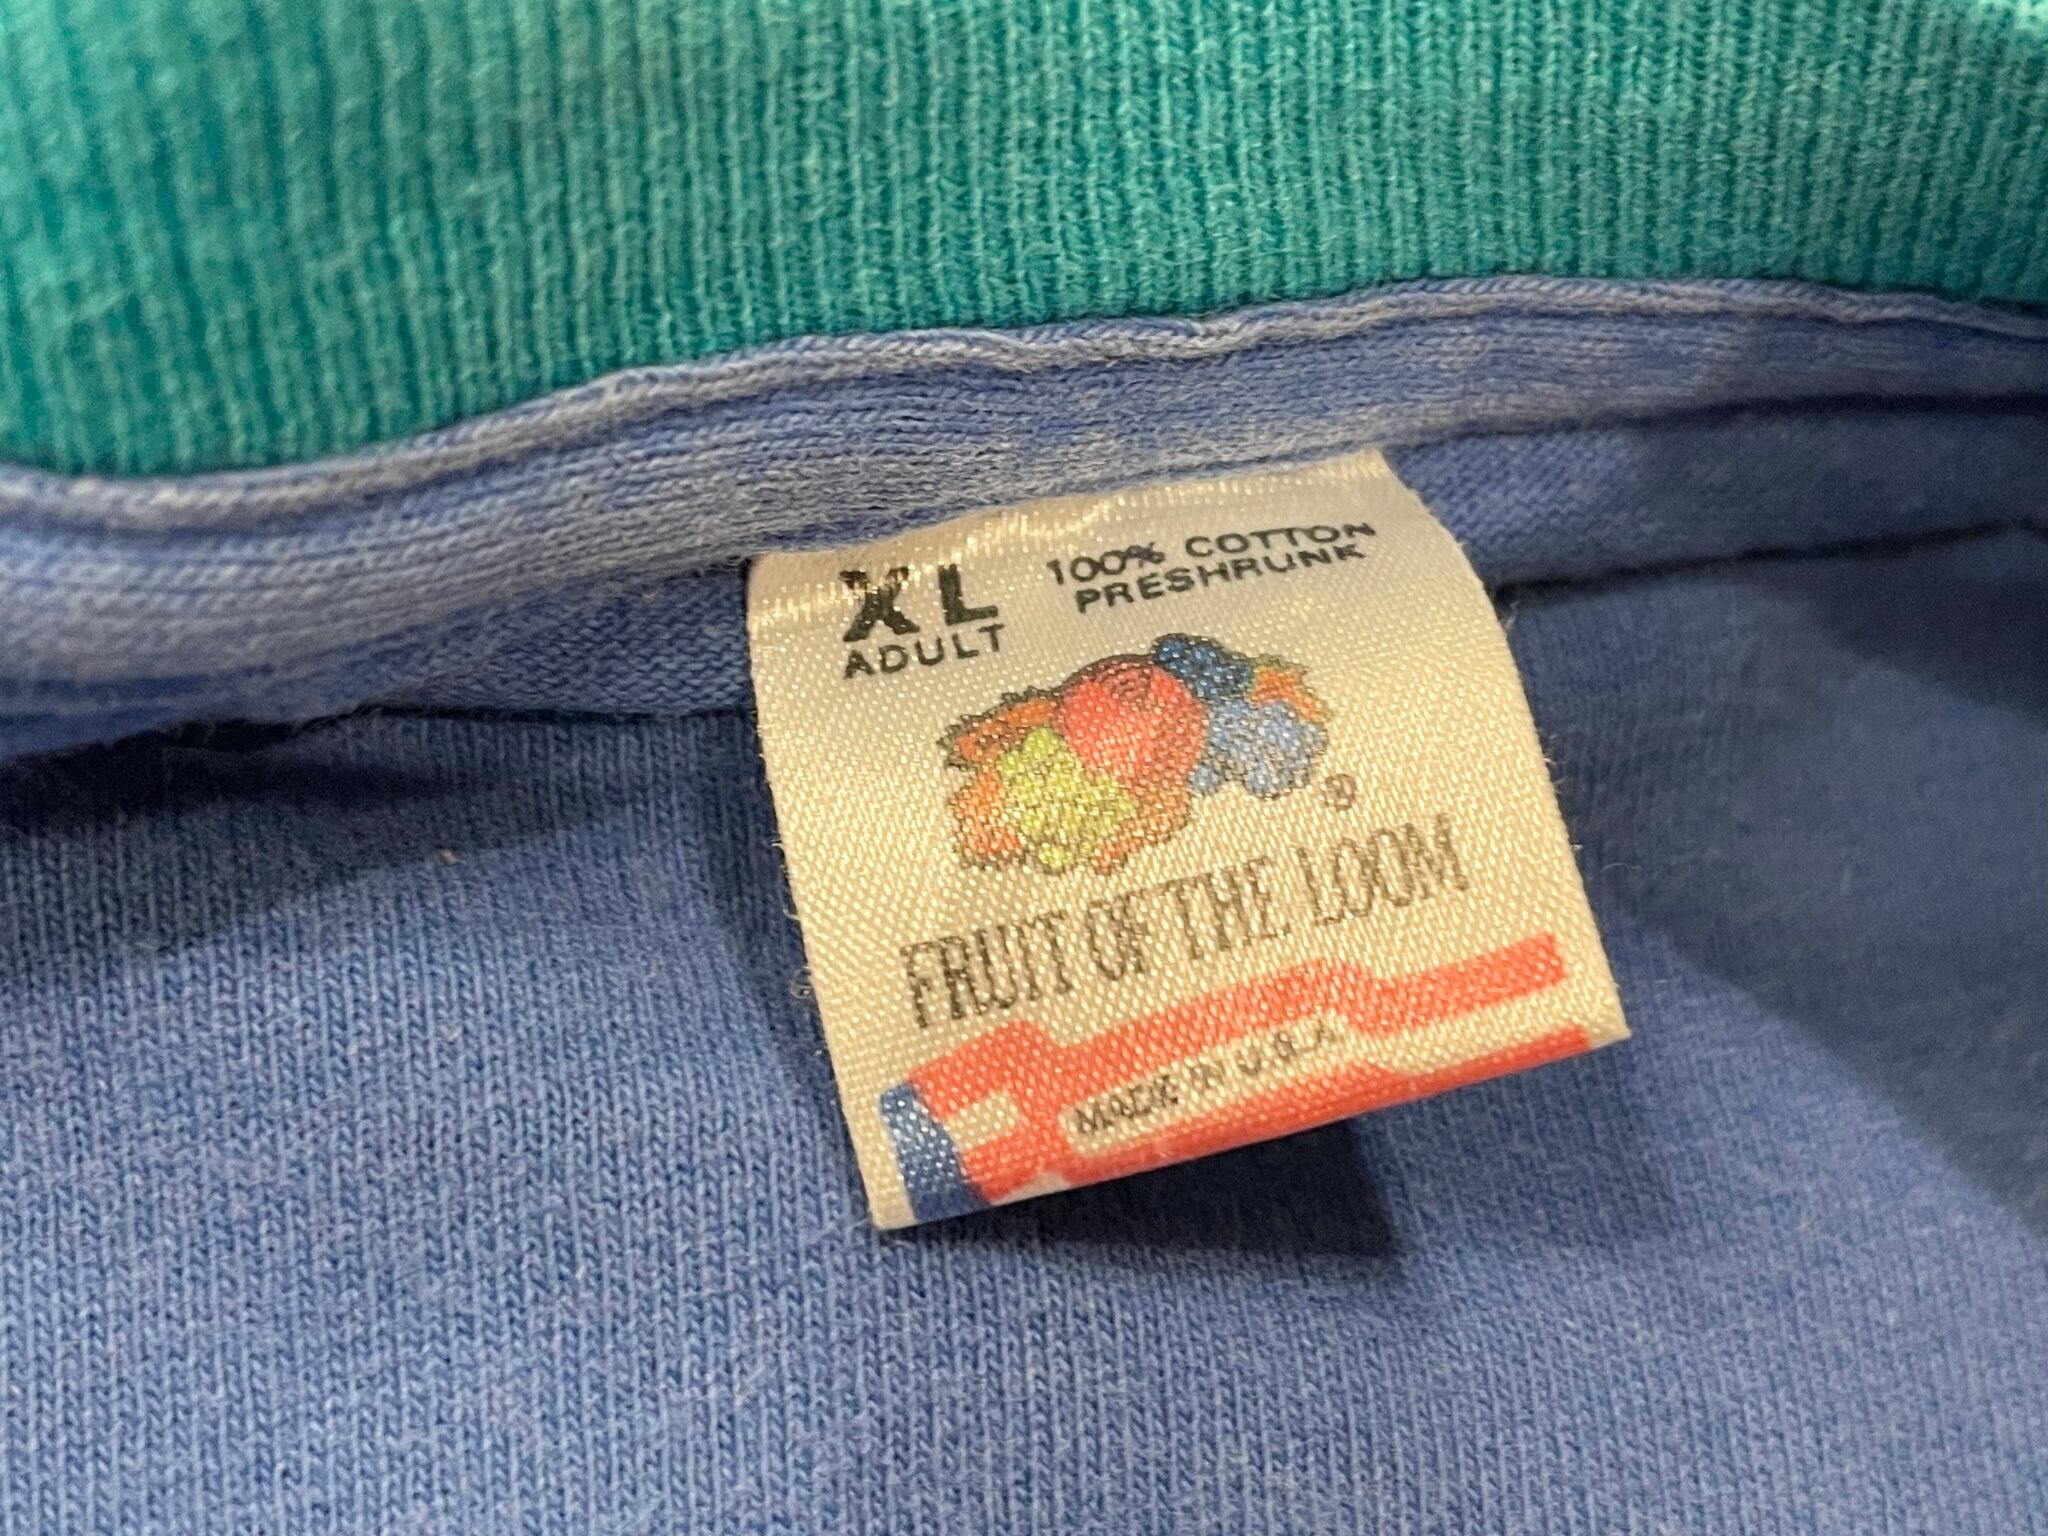 XL
ADULT
100% COTTON
PRESHRUNK
®
FRUIT OF THE LOOM
MADE IN U.S.A.